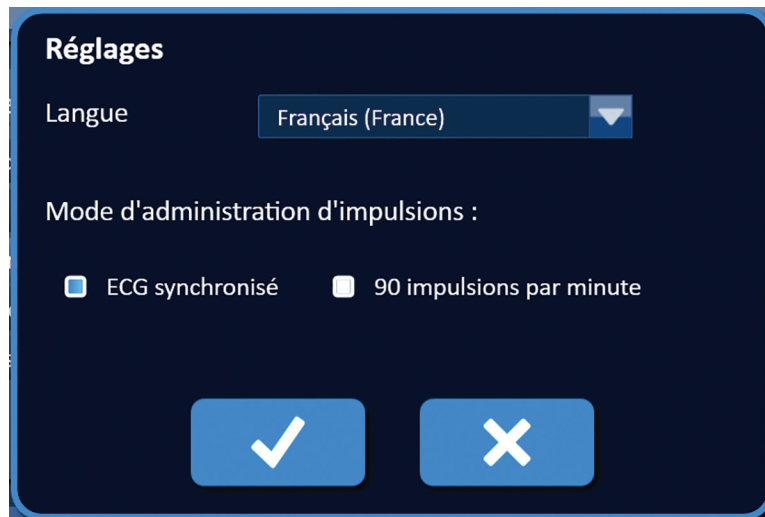 Réglages
Langue
Français (France)
Mode d'administration d'impulsions :
ECG synchronisé
90 impulsions par minute